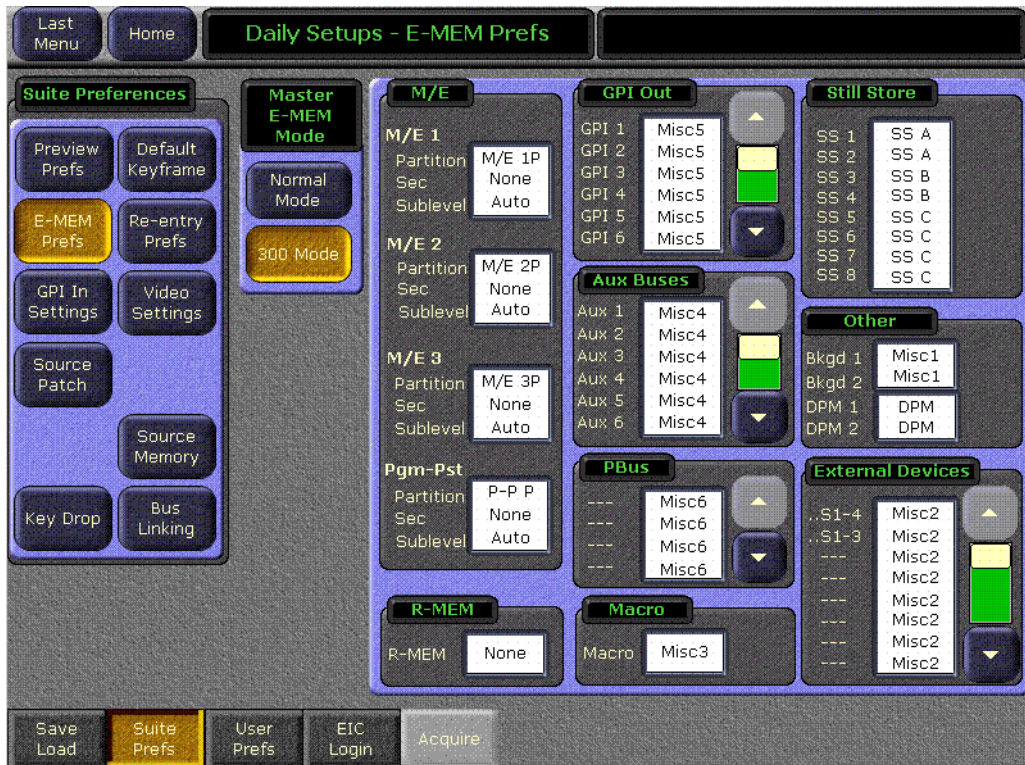 Last Menu
Home
Daily Setups - E-MEM Prefs
Suite Preferences
Preview Prefs
Default Keyframe
E-MEM Prefs
Re-entry Prefs
GPI In Settings
Video Settings
Source Patch
Source Memory
Key Drop
Bus Linking
Master E-MEM Mode
Normal Mode
300 Mode
M/E
M/E 1
Partition M/E 1P
Sec None
Sublevel Auto
M/E 2
Partition M/E 2P
Sec None
Sublevel Auto
M/E 3
Partition M/E 3P
Sec None
Sublevel Auto
Pgm-Pst
Partition P-P P
Sec None
Sublevel Auto
R-MEM
R-MEM None
GPI Out
GPI 1 Misc5
GPI 2 Misc5
GPI 3 Misc5
GPI 4 Misc5
GPI 5 Misc5
GPI 6 Misc5
Aux Buses
Aux 1 Misc4
Aux 2 Misc4
Aux 3 Misc4
Aux 4 Misc4
Aux 5 Misc4
Aux 6 Misc4
PBus
--- Misc6
--- Misc6
--- Misc6
--- Misc6
Macro
Macro Misc3
Still Store
SS 1 SS A
SS 2 SS A
SS 3 SS B
SS 4 SS B
SS 5 SS C
SS 6 SS C
SS 7 SS C
SS 8 SS C
Other
Bkgd 1 Misc1
Bkgd 2 Misc1
DPM 1 DPM
DPM 2 DPM
External Devices
..S1-4 Misc2
..S1-3 Misc2
--- Misc2
--- Misc2
--- Misc2
--- Misc2
--- Misc2
--- Misc2
Save Load
Suite Prefs
User Prefs
EIC Login
Acquire